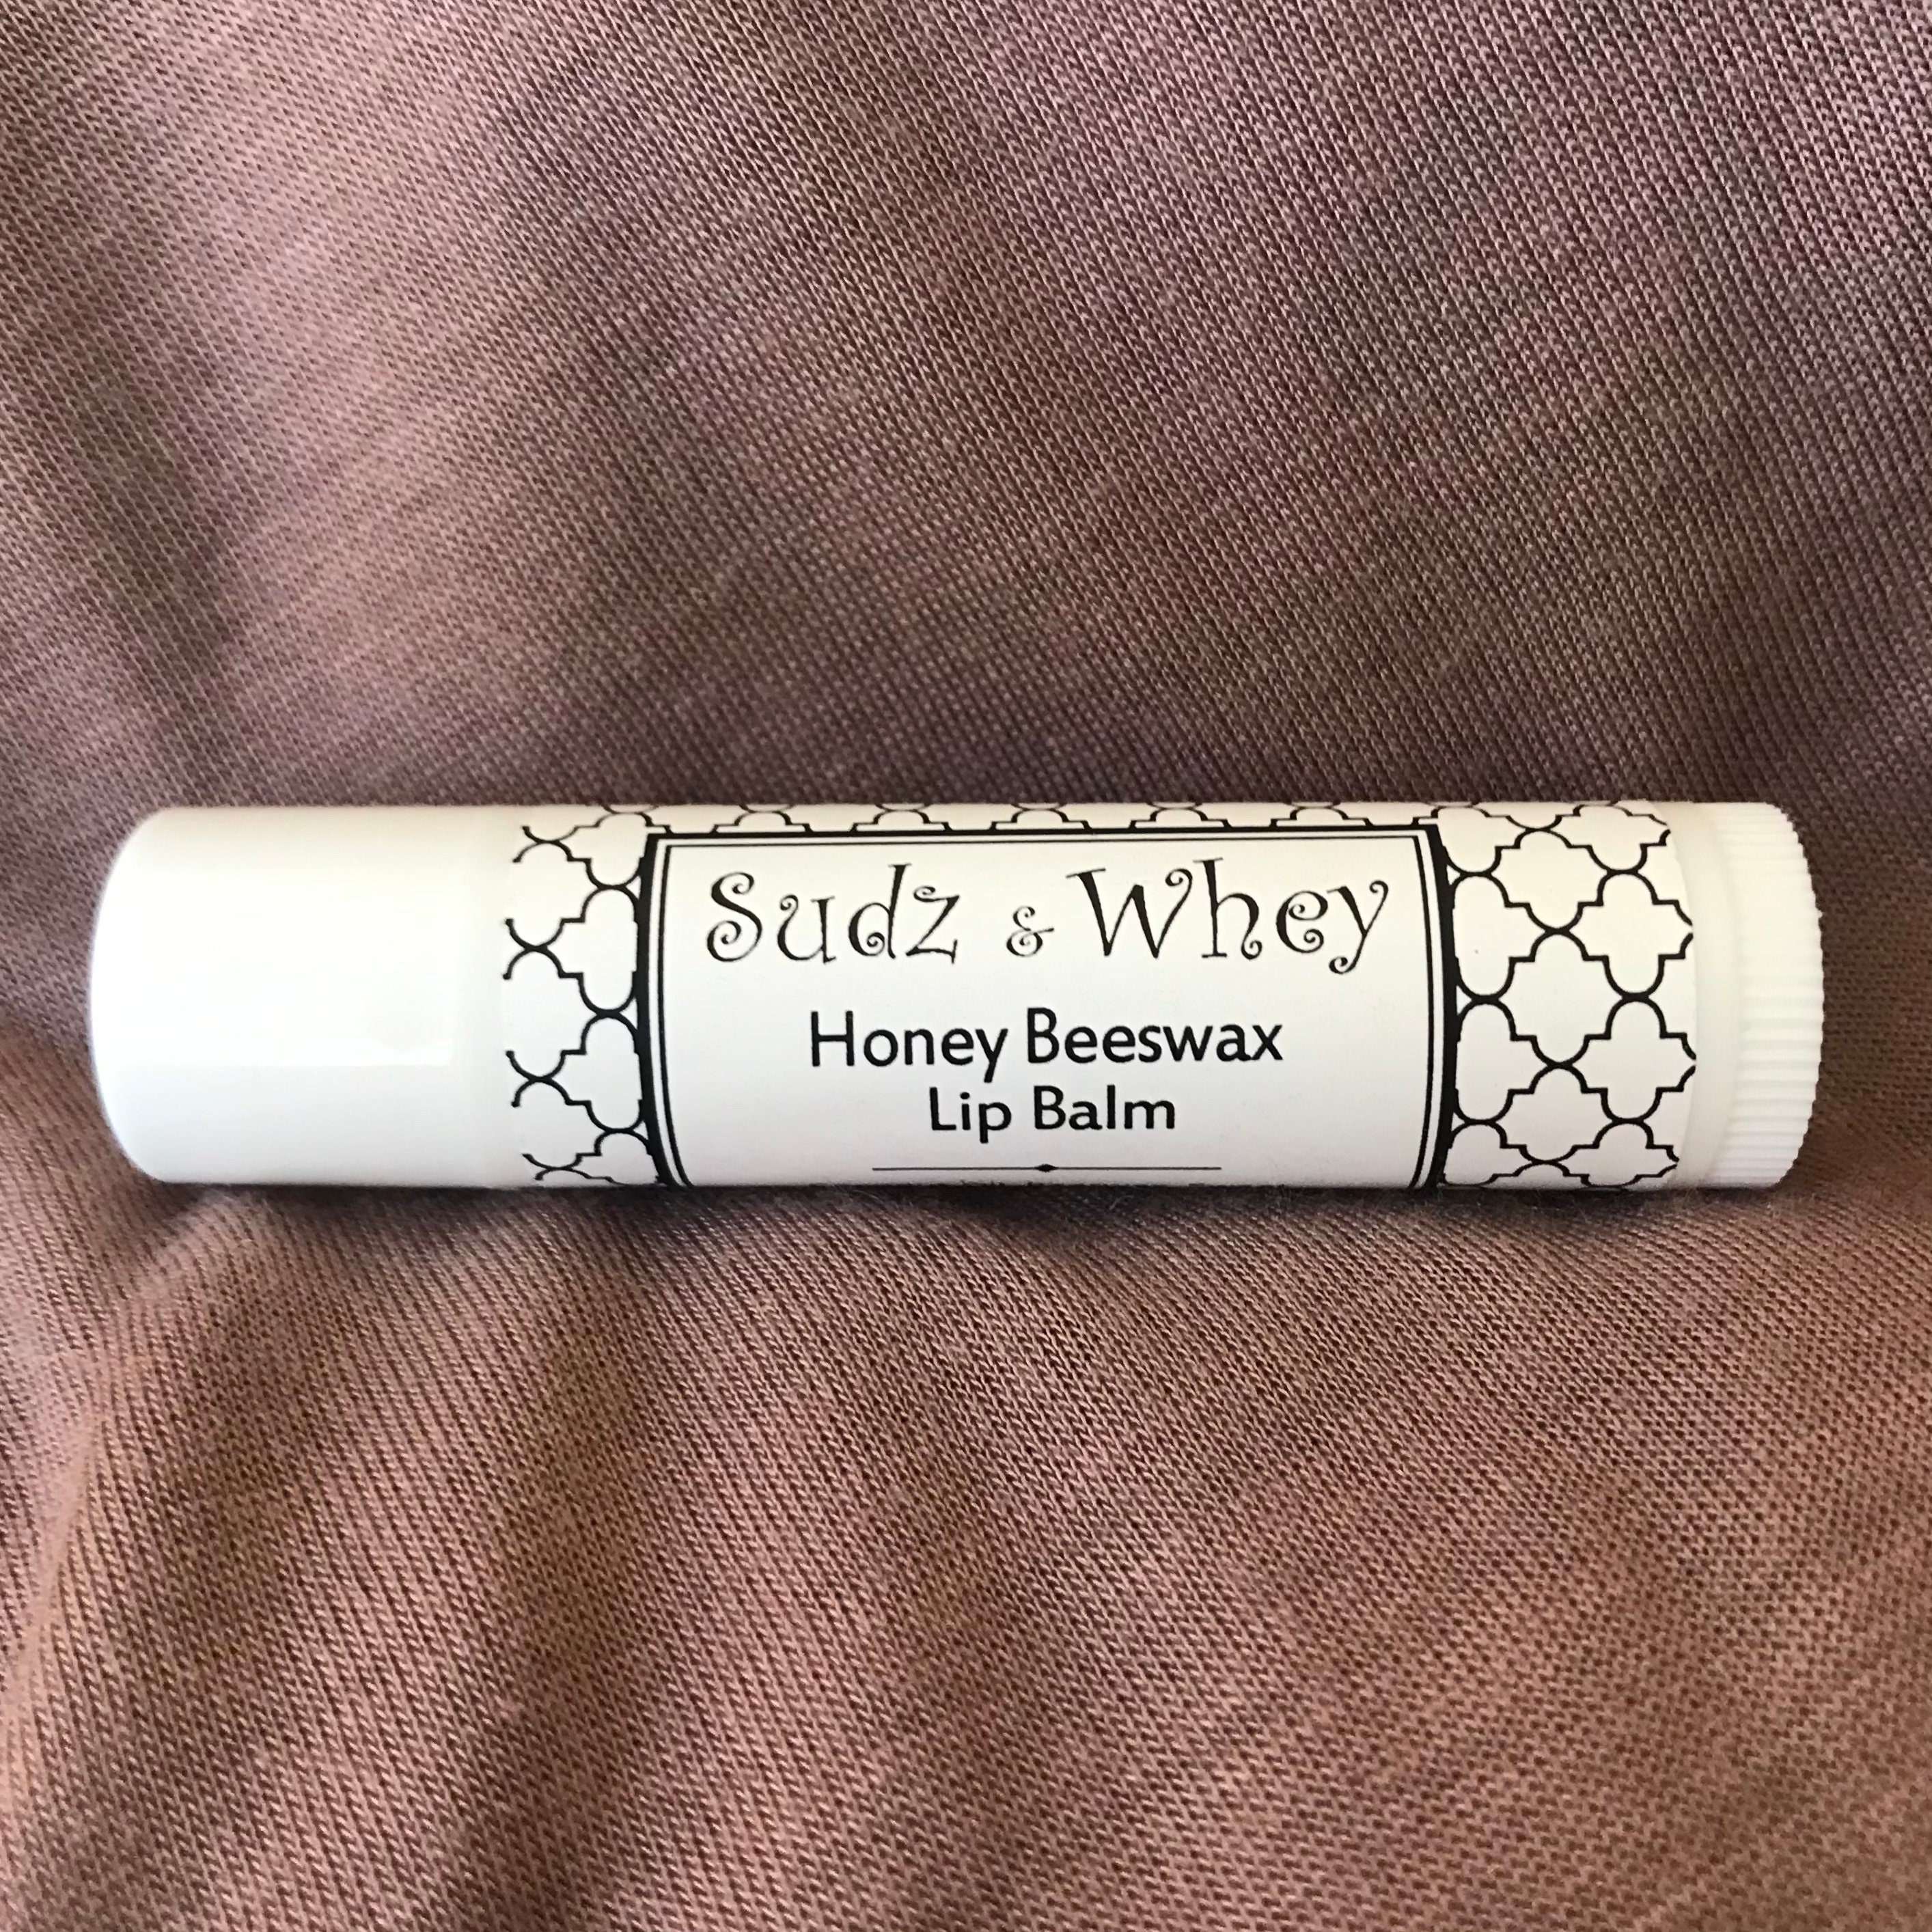 Sudz & Whey
Honey Beeswax
Lip Balm